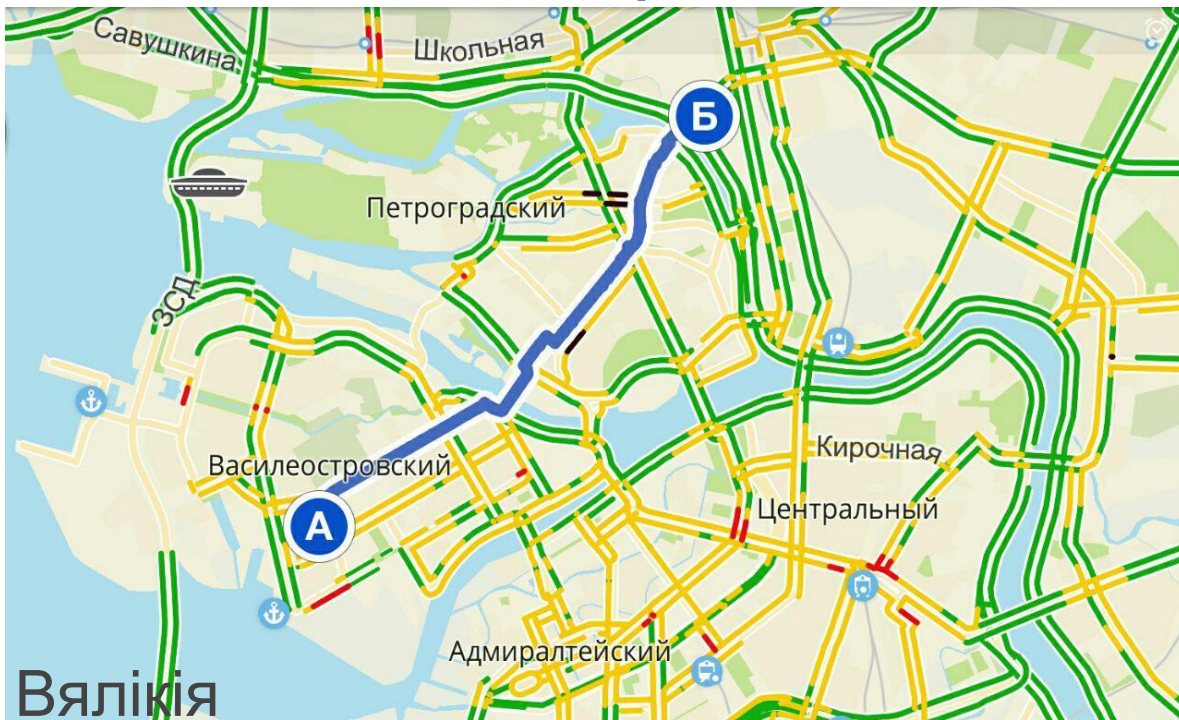 Савушкина
Школьная
Б
Петроградский
ЗСД
Василеостровский
Кирочная
А
Центральный
Адмиралтейский
Вялікія